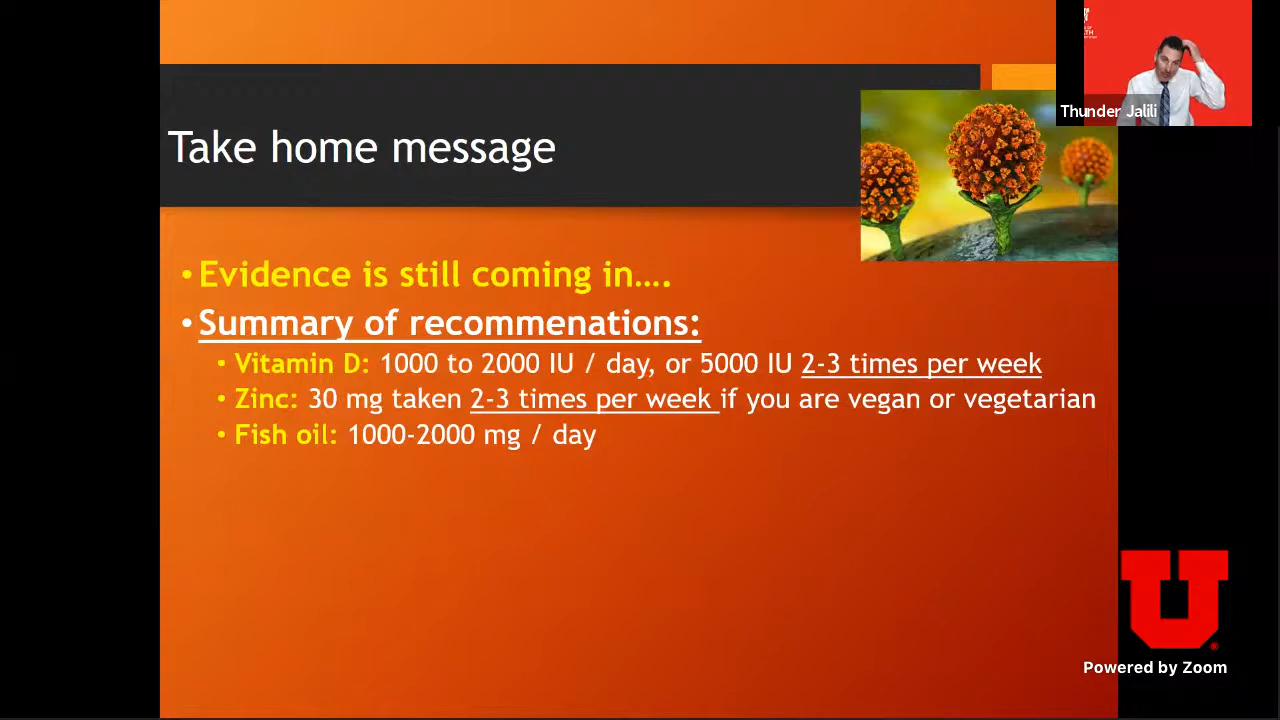 Thunder Jalili
Take home message
• Evidence is still coming in….
• Summary of recommenations:
• Vitamin D: 1000 to 2000 IU / day, or 5000 IU 2-3 times per week
• Zinc: 30 mg taken 2-3 times per week if you are vegan or vegetarian
• Fish oil: 1000-2000 mg / day
U
Powered by Zoom